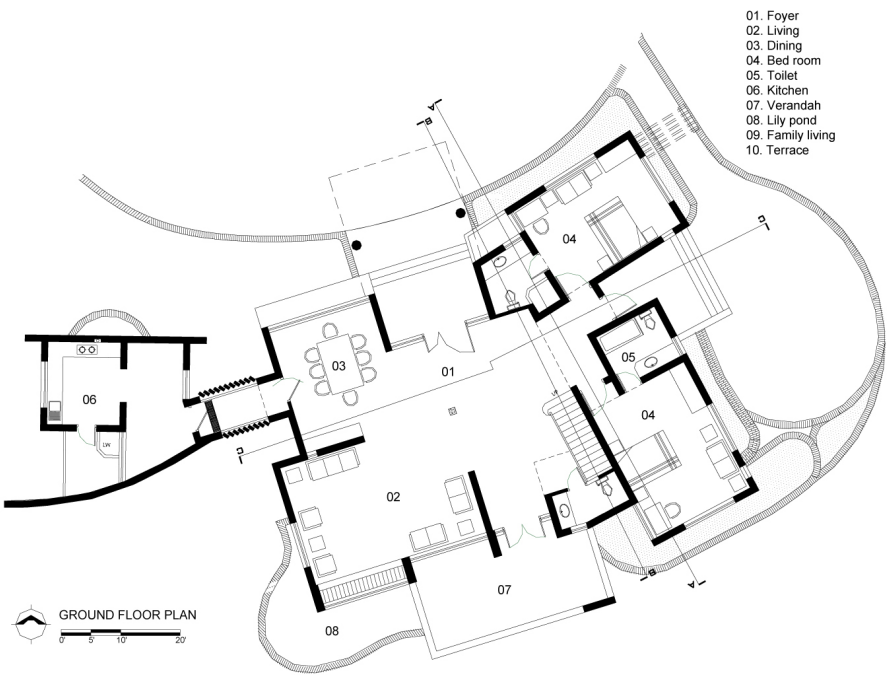 01. Foyer
02. Living
03. Dining
04. Bed room
05. Toilet
06. Kitchen
07. Verandah
08. Lily pond
09. Family living
10. Terrace
A
B
C
04
03
01
05
06
04
C
02
07
B
A
08
GROUND FLOOR PLAN
0' 5' 10' 20'